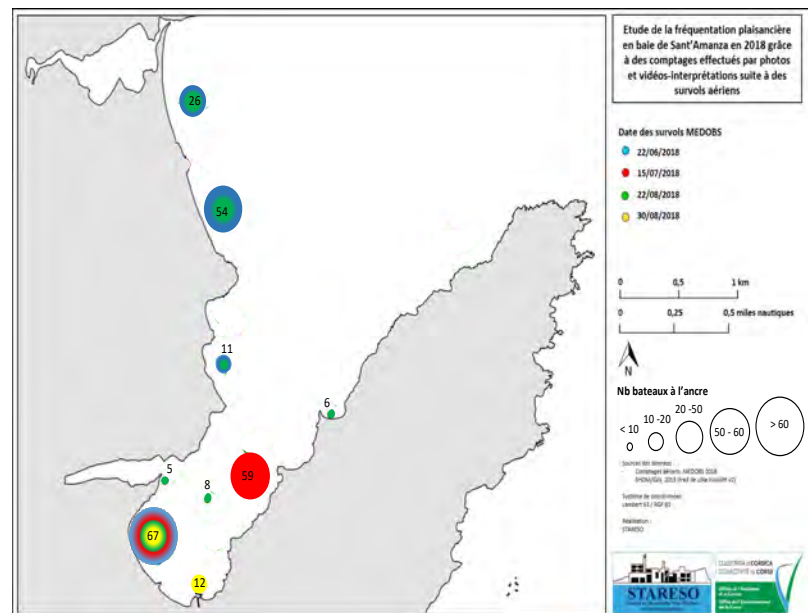 Etude de la fréquentation plaisancière
en baie de Sant'Amanza en 2018 grâce
à des comptages effectués par photos
et vidéos-interprétations suite à des
survols aériens
Date des survols MEDOBS
22/06/2018
15/07/2018
22/08/2018
30/08/2018
0 0,5 1 km
0 0,25 0,5 miles nautiques
N
Nb bateaux à l'ancre
< 10 10 -20 20 -50 50 - 60 > 60
Sources des données :
Comptages aériens MEDOBS 2018
Système de coordonnées :
Lambert 93 / RGF 93
Réalisation :
STARESO
STARESO
26
54
11
6
5
8
59
67
12